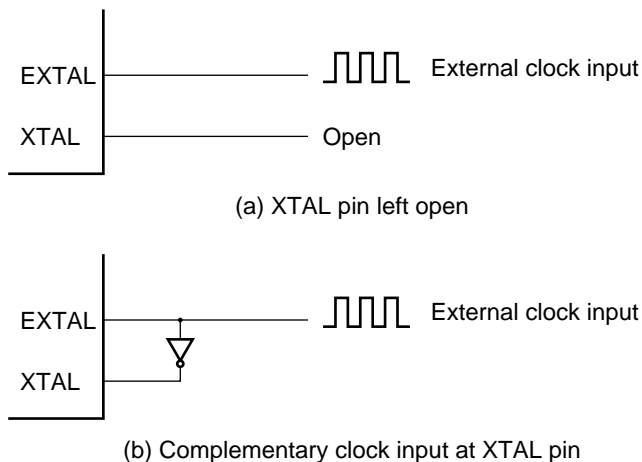 EXTAL
External clock input
XTAL
Open
(a) XTAL pin left open
EXTAL
External clock input
XTAL
(b) Complementary clock input at XTAL pin